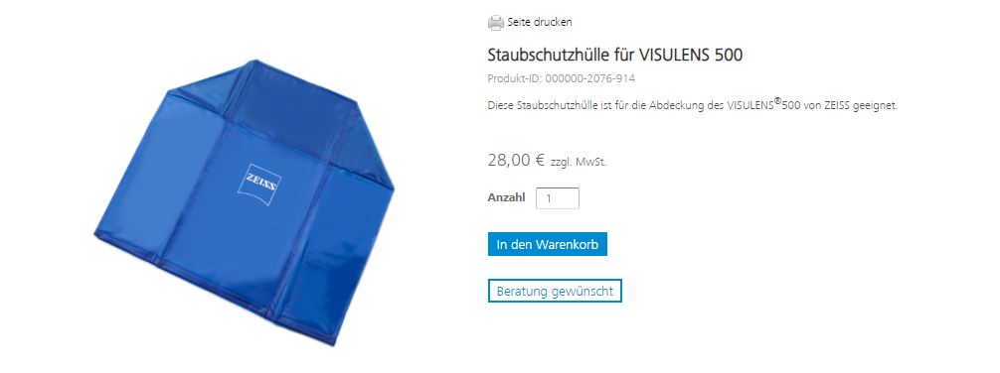 Seite drucken
Staubschutzhülle für VISULENS 500
Produkt-ID: 000000-2076-914
Diese Staubschutzhülle ist für die Abdeckung des VISULENS®500 von ZEISS geeignet.
ZEISS
28,00 € zzgl. MwSt.
Anzahl 1
In den Warenkorb
Beratung gewünscht